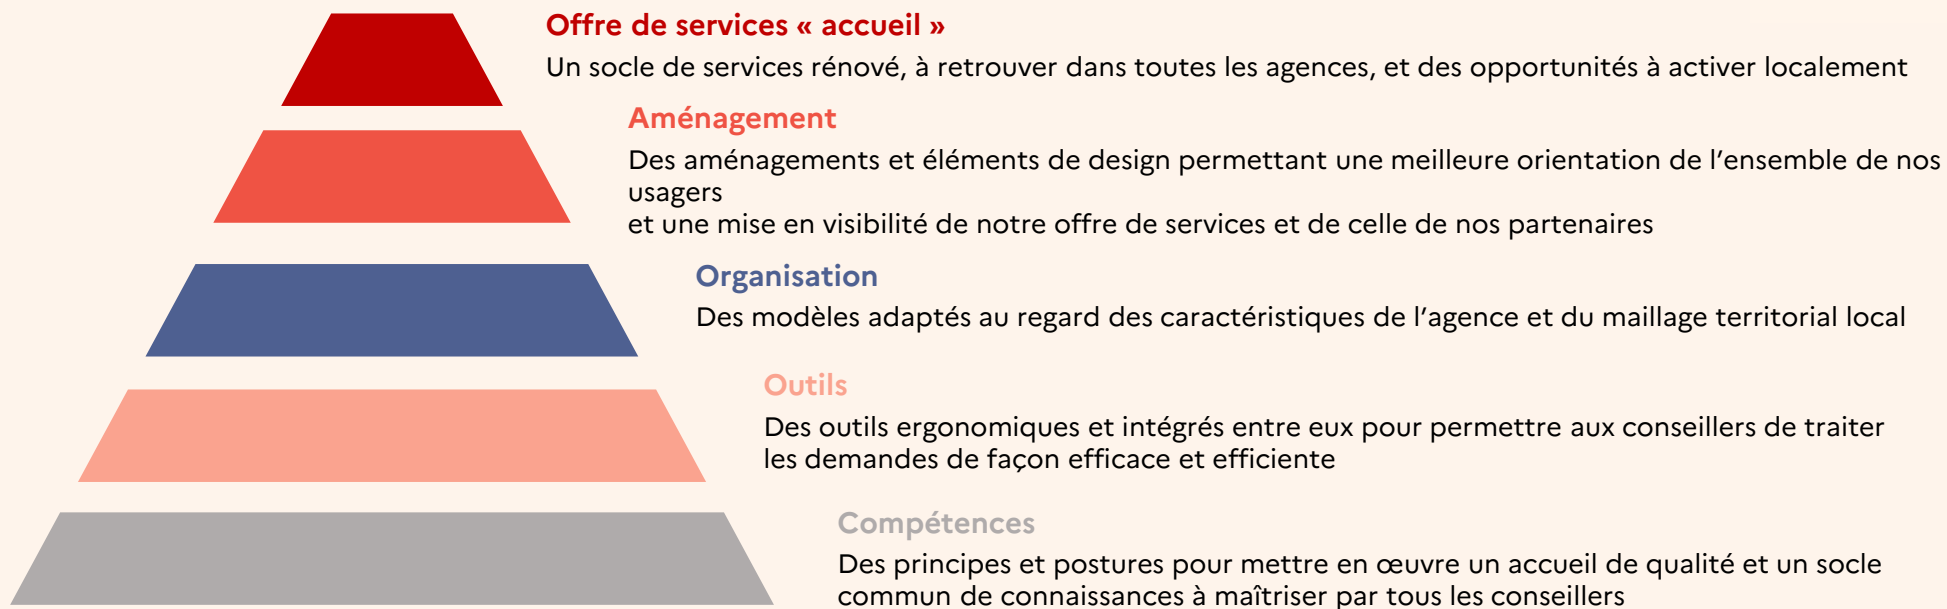 Offre de services « accueil »
Un socle de services rénové, à retrouver dans toutes les agences, et des opportunités à activer localement
Aménagement
Des aménagements et éléments de design permettant une meilleure orientation de l’ensemble de nos
usagers
et une mise en visibilité de notre offre de services et de celle de nos partenaires
Organisation
Des modèles adaptés au regard des caractéristiques de l’agence et du maillage territorial local
Outils
Des outils ergonomiques et intégrés entre eux pour permettre aux conseillers de traiter
les demandes de façon efficace et efficiente
Compétences
Des principes et postures pour mettre en œuvre un accueil de qualité et un socle
commun de connaissances à maîtriser par tous les conseillers